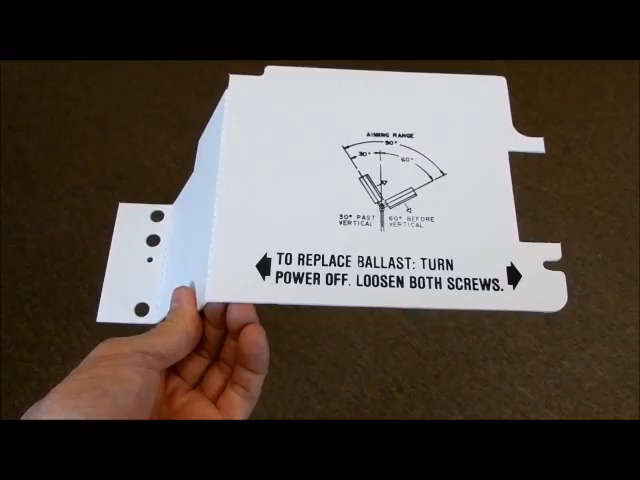 AIMING RANGE
90°
30°
60°
30° PAST
VERTICAL
60° BEFORE
VERTICAL
TO REPLACE BALLAST: TURN
POWER OFF. LOOSEN BOTH SCREWS.